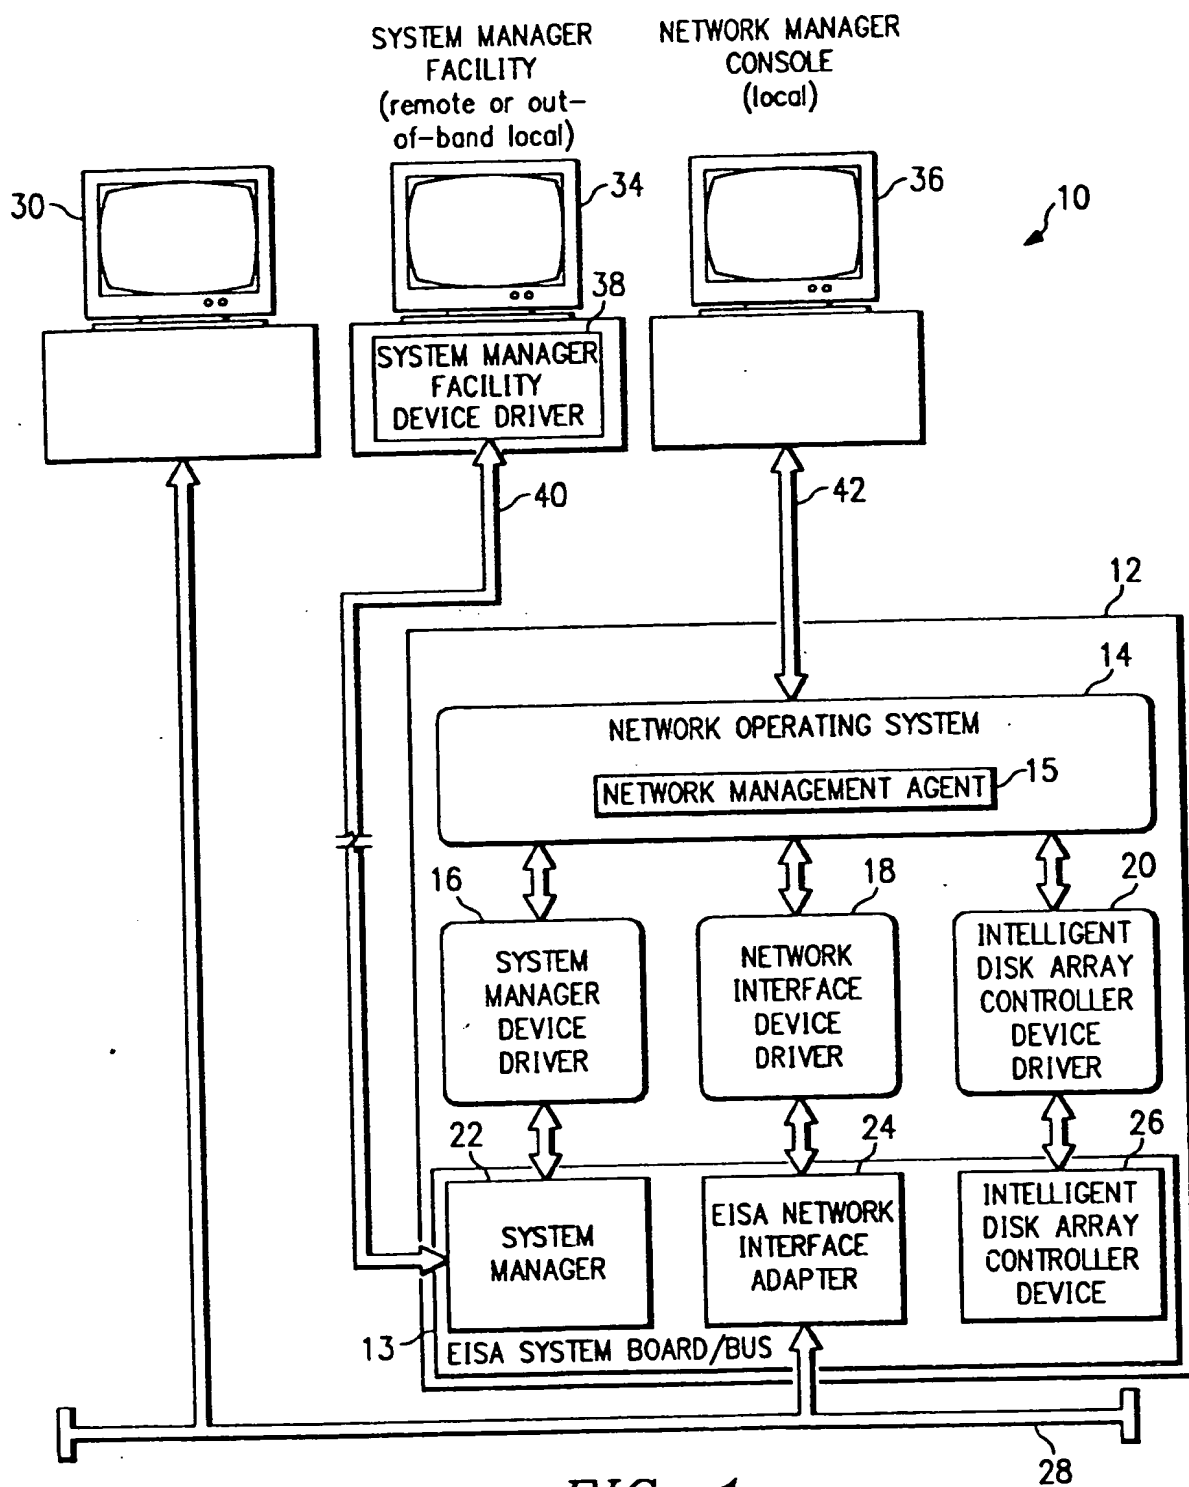 SYSTEM MANAGER
FACILITY
(remote or out-
of-band local)
NETWORK MANAGER
CONSOLE
(local)
30
34
36
10
38
SYSTEM MANAGER
FACILITY
DEVICE DRIVER
40
42
12
14
NETWORK OPERATING SYSTEM
15
NETWORK MANAGEMENT AGENT
16
18
20
SYSTEM
MANAGER
DEVICE
DRIVER
NETWORK
INTERFACE
DEVICE
DRIVER
INTELLIGENT
DISK ARRAY
CONTROLLER
DEVICE
DRIVER
22
24
26
SYSTEM
MANAGER
EISA NETWORK
INTERFACE
ADAPTER
INTELLIGENT
DISK ARRAY
CONTROLLER
DEVICE
13
EISA SYSTEM BOARD/BUS
28
FIG. 1